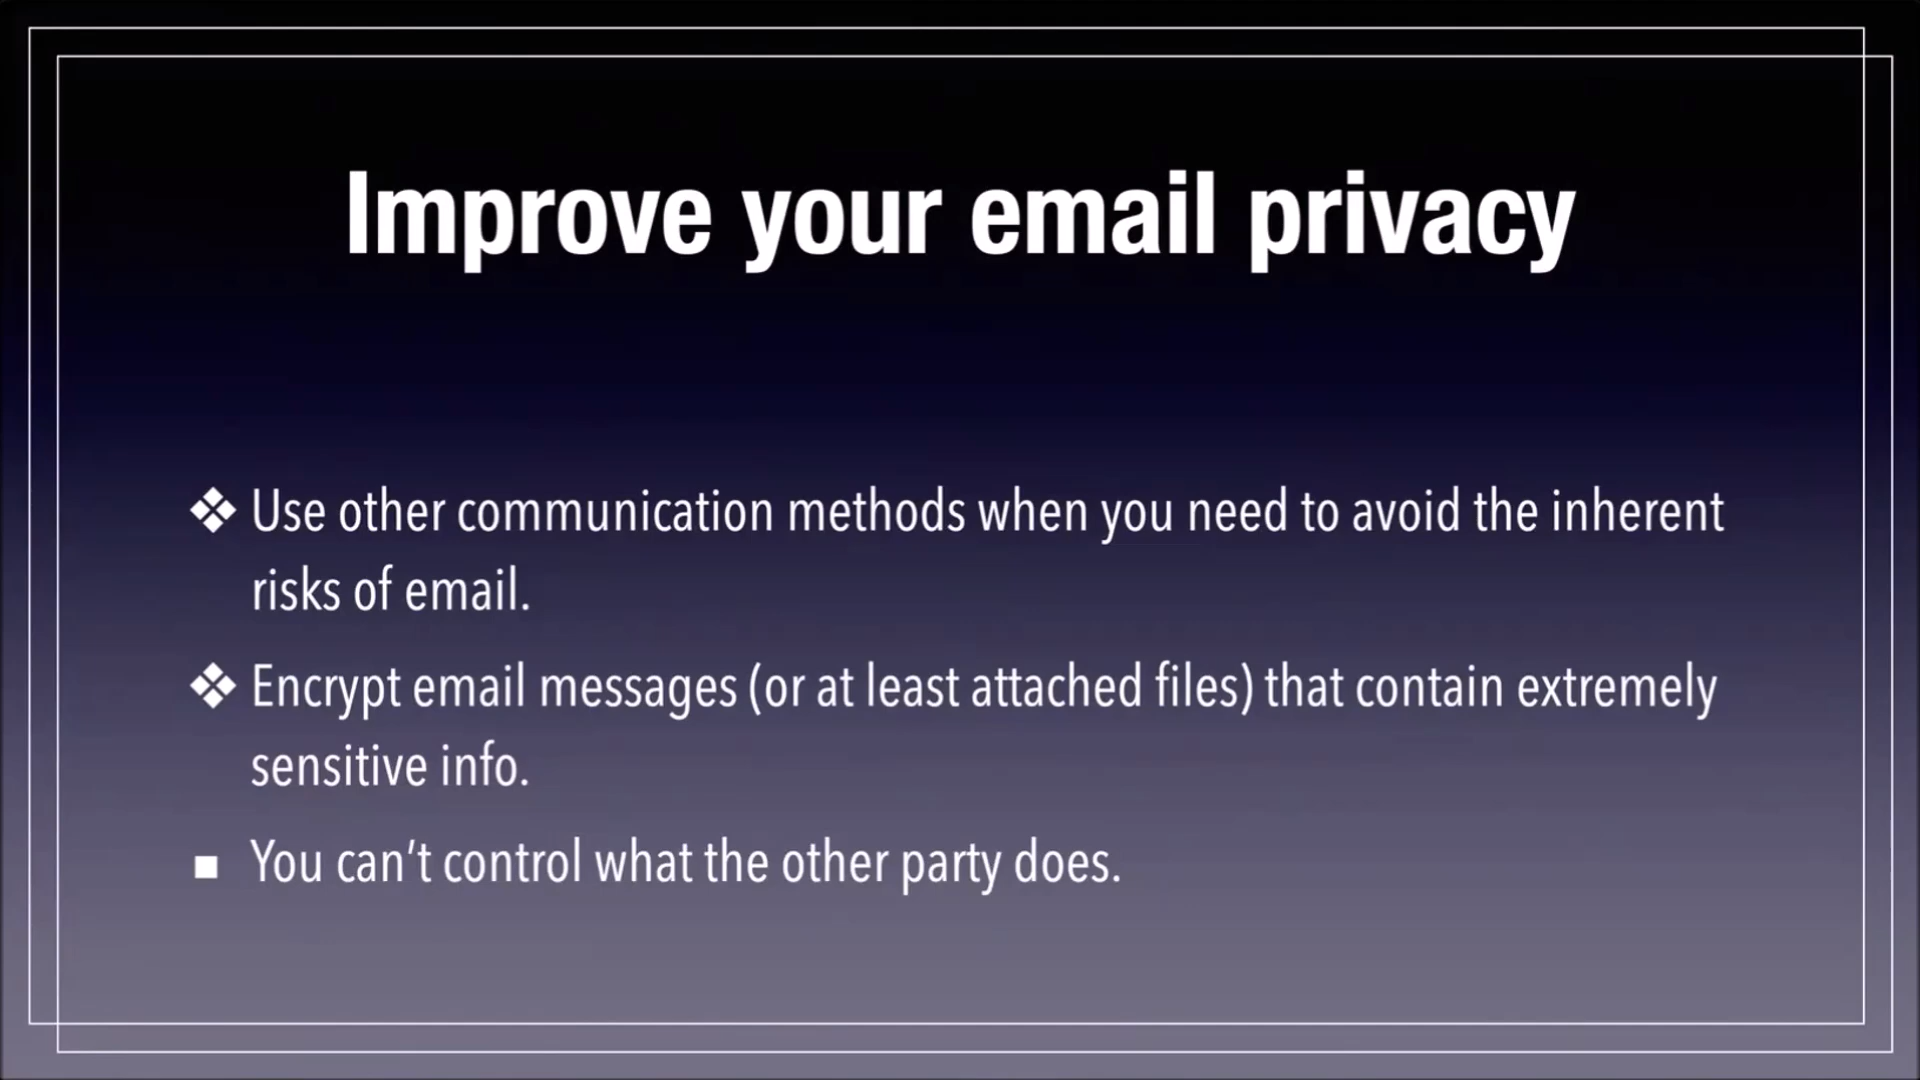 Improve your email privacy
❖ Use other communication methods when you need to avoid the inherent
risks of email.
❖ Encrypt email messages (or at least attached files) that contain extremely
sensitive info.
■ You can’t control what the other party does.